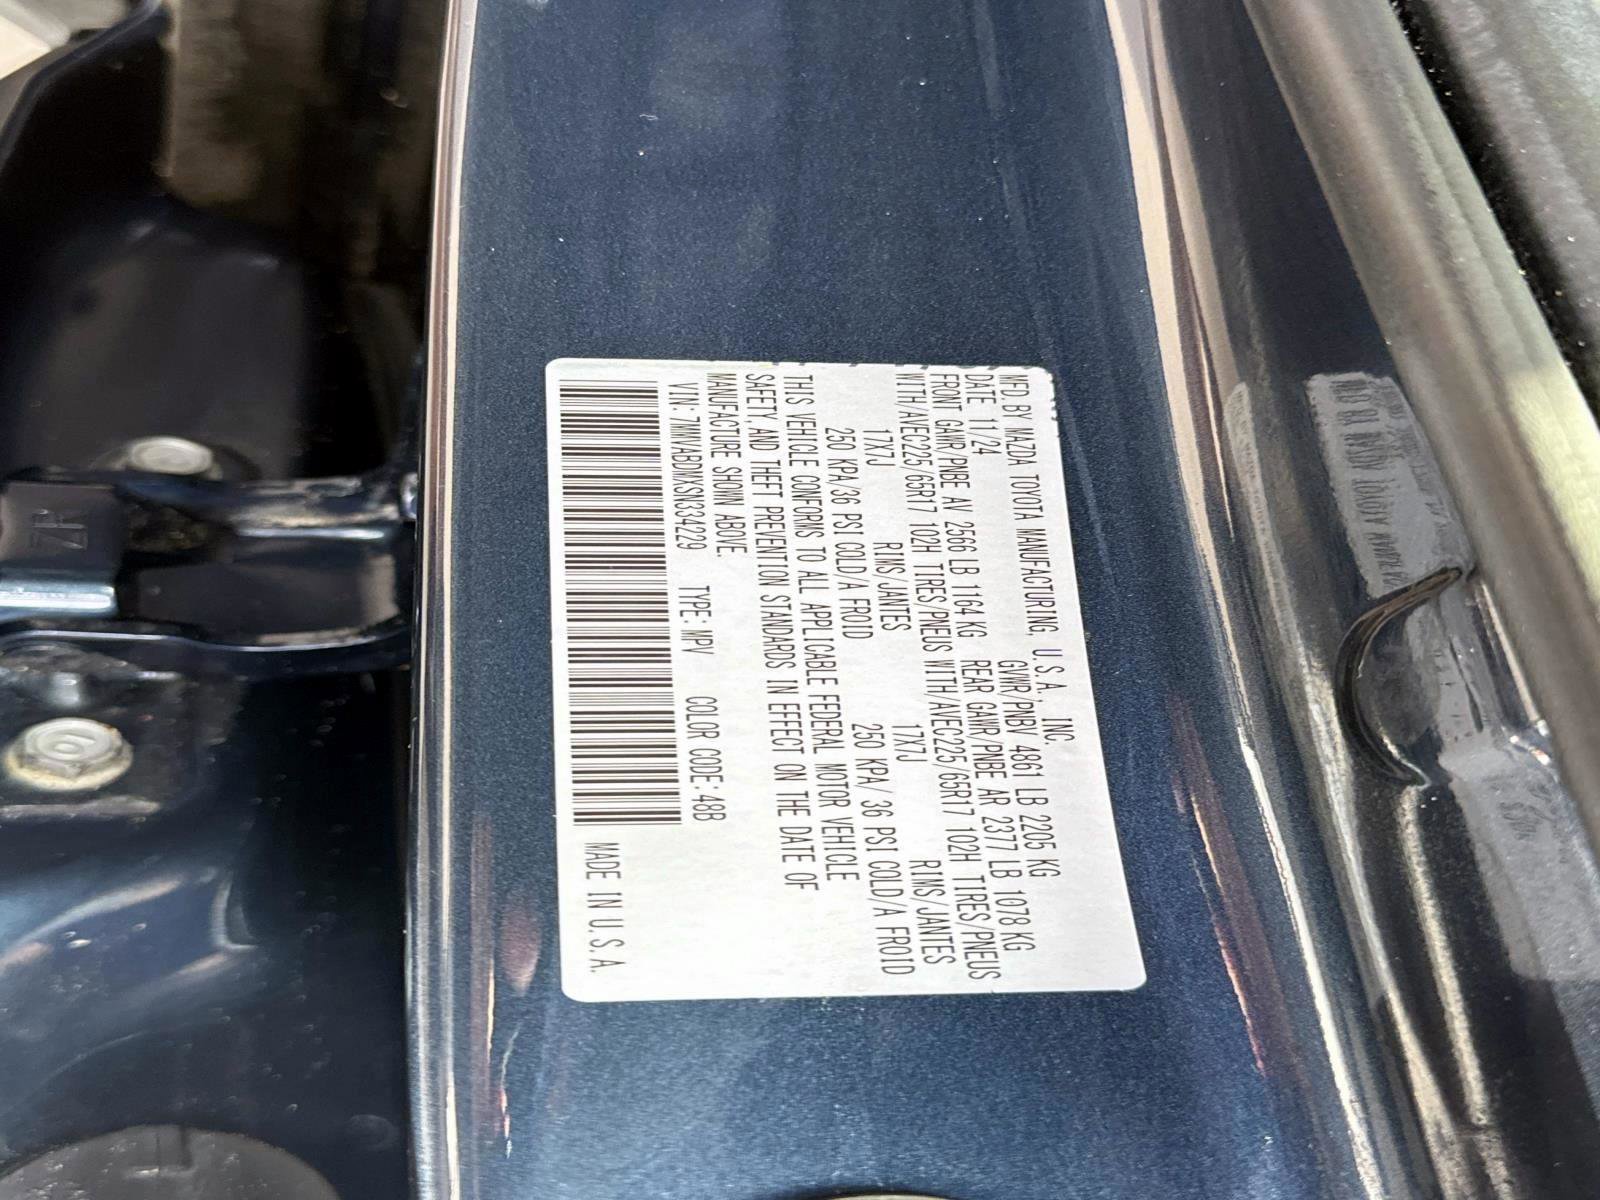 MFD. BY MAZDA TOYOTA MANUFACTURING, U.S.A., INC.
DATE 11/24 GVWR/PNBV 4861 LB 2205 KG
FRONT GAWR/PNBE AV 2566 LB 1164 KG REAR GAWR/PNBE AR 2377 LB 1078 KG
WITH/AVEC225/65R17 102H TIRES/PNEUS WITH/AVEC225/65R17 102H TIRES/PNEUS
17X7J RIMS/JANTES 17X7J RIMS/JANTES
250 KPA/36 PSI COLD/A FROID 250 KPA/ 36 PSI COLD/A FROID
THIS VEHICLE CONFORMS TO ALL APPLICABLE FEDERAL MOTOR VEHICLE
SAFETY, AND THEFT PREVENTION STANDARDS IN EFFECT ON THE DATE OF
MANUFACTURE SHOWN ABOVE.
VIN: 7MMVABDMXSN334229 TYPE: MPV COLOR CODE: 48B
MADE IN U.S.A.
ZR